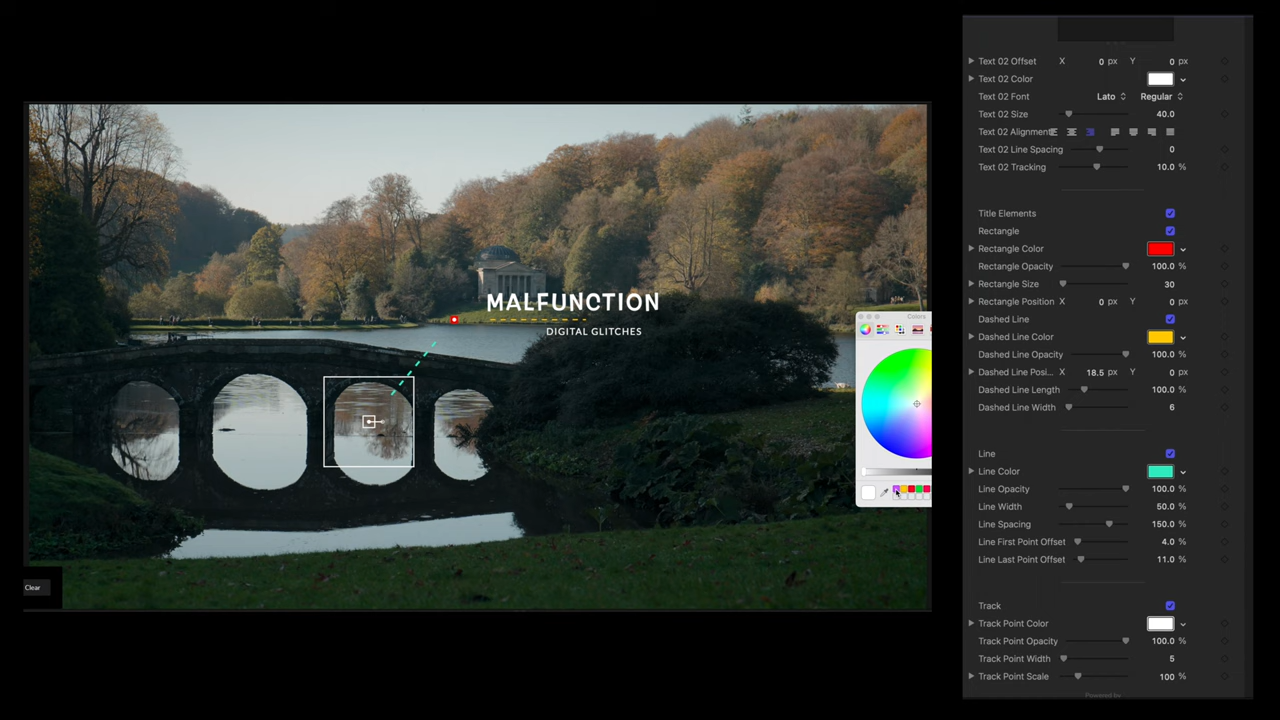 MALFUNCTION
DIGITAL GLITCHES
Colors
Clear
Text 02 Offset X 0 px Y 0 px
Text 02 Color
Text 02 Font Lato Regular
Text 02 Size 40.0
Text 02 Alignment
Text 02 Line Spacing 0
Text 02 Tracking 10.0 %
Title Elements
Rectangle
Rectangle Color
Rectangle Opacity 100.0 %
Rectangle Size 30
Rectangle Position X 0 px Y 0 px
Dashed Line
Dashed Line Color
Dashed Line Opacity 100.0 %
Dashed Line Posi... X 18.5 px Y 0 px
Dashed Line Length 100.0 %
Dashed Line Width 6
Line
Line Color
Line Opacity 100.0 %
Line Width 50.0 %
Line Spacing 150.0 %
Line First Point Offset 4.0 %
Line Last Point Offset 11.0 %
Track
Track Point Color
Track Point Opacity 100.0 %
Track Point Width 5
Track Point Scale 100 %
Powered by